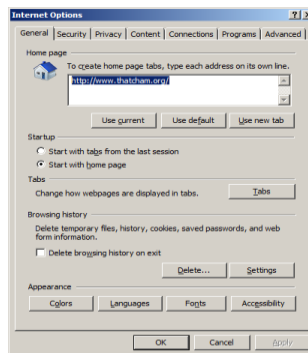 Internet Options
General Security Privacy Content Connections Programs Advanced
Home page
To create home page tabs, type each address on its own line.
http://www.thatcham.org/
Use current Use default Use new tab
Startup
Start with tabs from the last session
Start with home page
Tabs
Change how webpages are displayed in tabs. Tabs
Browsing history
Delete temporary files, history, cookies, saved passwords, and web
form information.
Delete browsing history on exit
Delete... Settings
Appearance
Colors Languages Fonts Accessibility
OK Cancel Apply